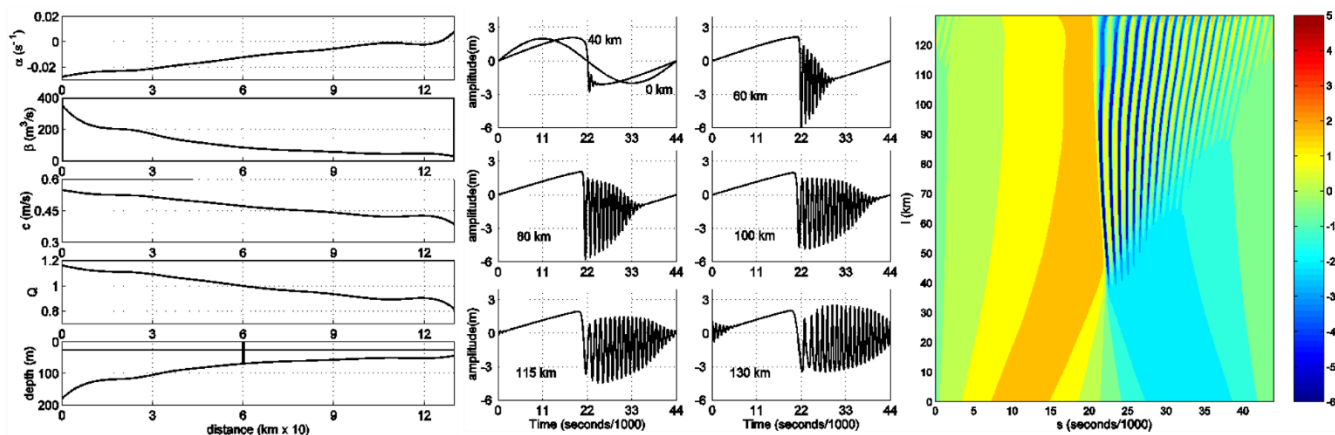 0.02
0
-0.02
α (s⁻¹)
0 3 6 9 12
400
200
0
β (m³/s)
0 3 6 9 12
0.6
0.45
0.3
c (m/s)
0 3 6 9 12
1.2
1.0
0.8
Q
0 3 6 9 12
0
100
200
depth (m)
0 3 6 9 12
distance (km x 10)
amplitude(m)
3
0
-3
-6
40 km
0 km
0 11 22 33 44
3
0
-3
-6
60 km
0 11 22 33 44
amplitude(m)
3
0
-3
-6
80 km
0 11 22 33 44
3
0
-3
-6
100 km
0 11 22 33 44
amplitude(m)
3
0
-3
-6
115 km
0 11 22 33 44
Time (seconds/1000)
3
0
-3
-6
130 km
0 11 22 33 44
Time (seconds/1000)
130
120
110
100
90
80
70
60
50
40
30
20
10
0
l (km)
0 5 10 15 20 25 30 35 40
s (seconds/1000)
5
4
3
2
1
0
-1
-2
-3
-4
-5
-6